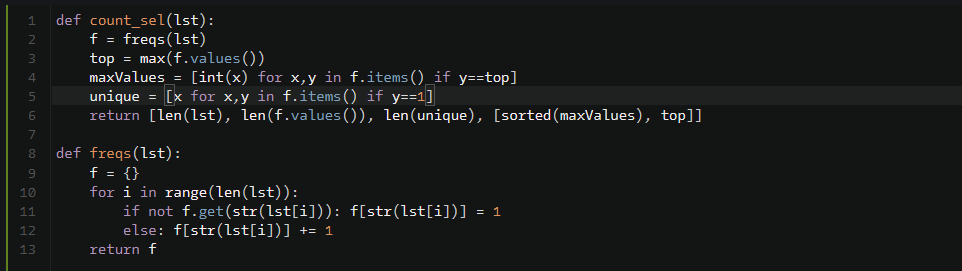 1 def count_sel(lst):
2     f = freqs(lst)
3     top = max(f.values())
4     maxValues = [int(x) for x,y in f.items() if y==top]
5     unique = [x for x,y in f.items() if y==1]
6     return [len(lst), len(f.values()), len(unique), [sorted(maxValues), top]]
7
8 def freqs(lst):
9     f = {}
10     for i in range(len(lst)):
11         if not f.get(str(lst[i])): f[str(lst[i])] = 1
12         else: f[str(lst[i])] += 1
13     return f